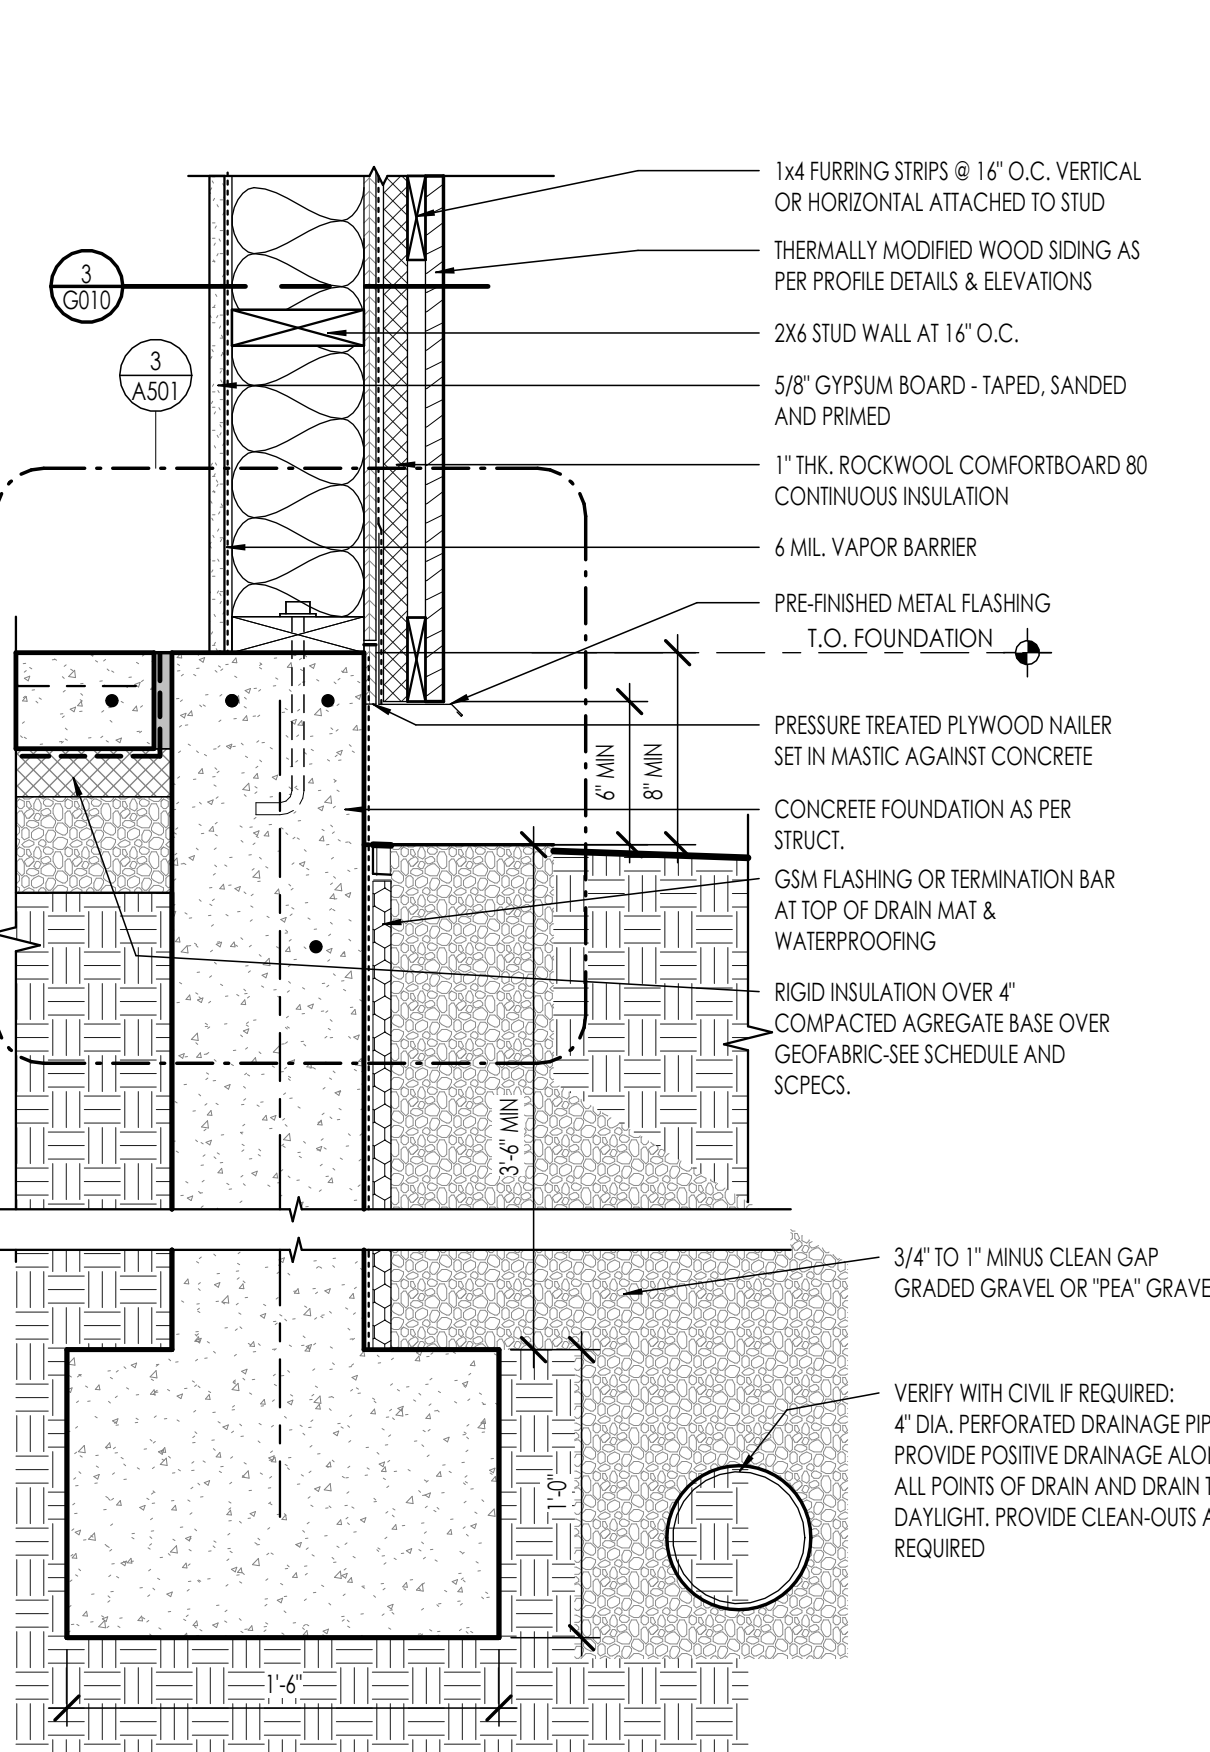 1x4 FURRING STRIPS @ 16" O.C. VERTICAL
OR HORIZONTAL ATTACHED TO STUD
THERMALLY MODIFIED WOOD SIDING AS
PER PROFILE DETAILS & ELEVATIONS
3
G010
2X6 STUD WALL AT 16" O.C.
3
A501
5/8" GYPSUM BOARD - TAPED, SANDED
AND PRIMED
1" THK. ROCKWOOL COMFORTBOARD 80
CONTINUOUS INSULATION
6 MIL. VAPOR BARRIER
PRE-FINISHED METAL FLASHING
T.O. FOUNDATION
PRESSURE TREATED PLYWOOD NAILER
SET IN MASTIC AGAINST CONCRETE
6" MIN
8" MIN
CONCRETE FOUNDATION AS PER
STRUCT.
GSM FLASHING OR TERMINATION BAR
AT TOP OF DRAIN MAT &
WATERPROOFING
RIGID INSULATION OVER 4"
COMPACTED AGREGATE BASE OVER
GEOFABRIC-SEE SCHEDULE AND
SCPECS.
3'-6" MIN
3/4" TO 1" MINUS CLEAN GAP
GRADED GRAVEL OR "PEA" GRAVE
VERIFY WITH CIVIL IF REQUIRED:
4" DIA. PERFORATED DRAINAGE PIP
PROVIDE POSITIVE DRAINAGE ALO
ALL POINTS OF DRAIN AND DRAIN T
DAYLIGHT. PROVIDE CLEAN-OUTS A
REQUIRED
1'-0"
1'-6"